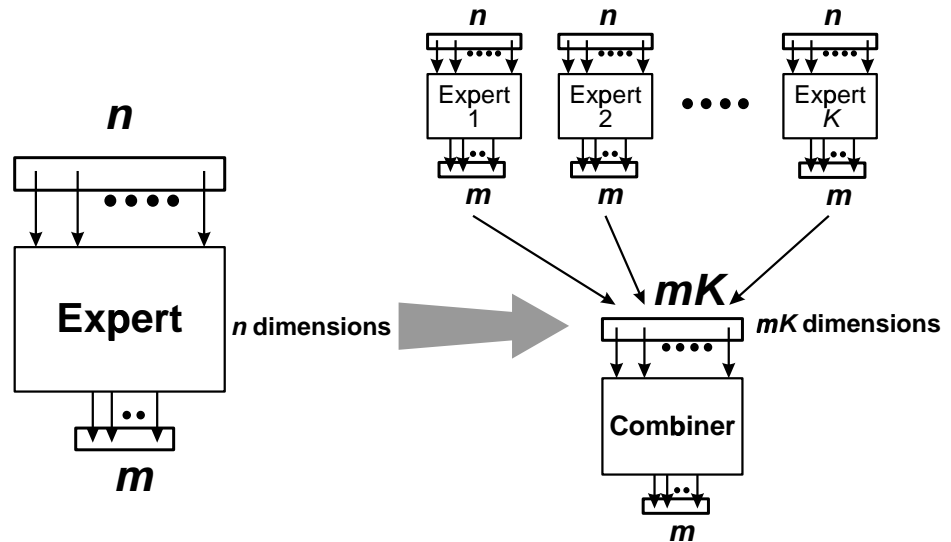 n
Expert
n dimensions
m
n
n
n
Expert
1
Expert
2
Expert
K
m
m
m
mK
mK dimensions
Combiner
m